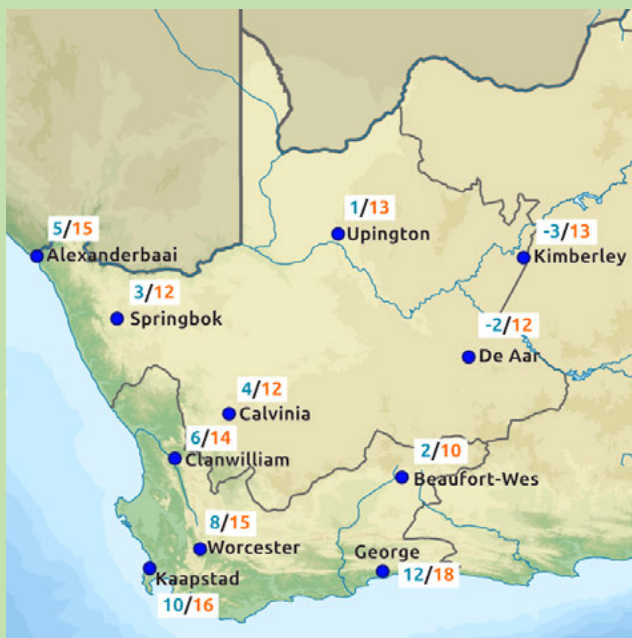 5/15
Alexanderbaai
1/13
Upington
-3/13
Kimberley
3/12
Springbok
-2/12
De Aar
4/12
Calvinia
6/14
Clanwilliam
2/10
Beaufort-Wes
8/15
Worcester
George
12/18
Kaapstad
10/16